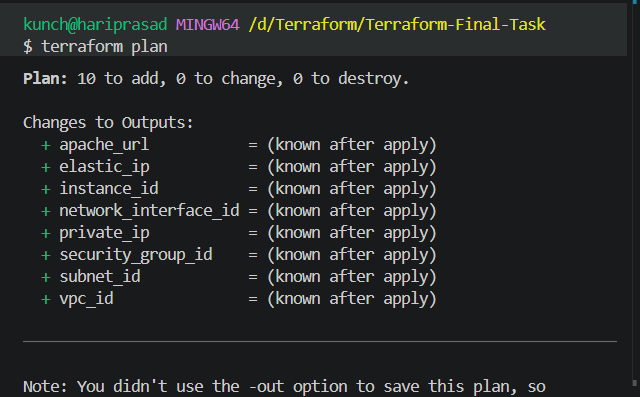 kunch@hariprasad MINGW64 /d/Terraform/Terraform-Final-Task
$ terraform plan
Plan: 10 to add, 0 to change, 0 to destroy.
Changes to Outputs:
+ apache_url = (known after apply)
+ elastic_ip = (known after apply)
+ instance_id = (known after apply)
+ network_interface_id = (known after apply)
+ private_ip = (known after apply)
+ security_group_id = (known after apply)
+ subnet_id = (known after apply)
+ vpc_id = (known after apply)
Note: You didn't use the -out option to save this plan, so